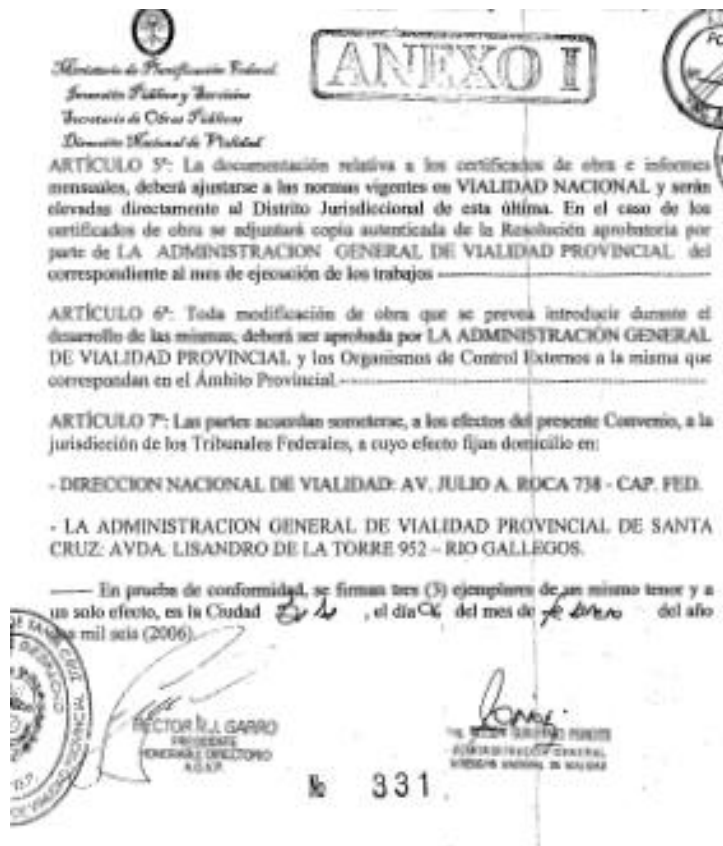 Ministerio de Planificación Federal
Inversión Pública y Servicios
Secretaría de Obras Públicas
Dirección Nacional de Vialidad
ANEXO I
ARTÍCULO 5º: La documentación relativa a los certificados de obra e informes
mensuales, deberá ajustarse a las normas vigentes en VIALIDAD NACIONAL y serán
elevadas directamente al Distrito Jurisdiccional de esta última. En el caso de los
certificados de obra se adjuntará copia autenticada de la Resolución aprobatoria por
parte de LA ADMINISTRACION GENERAL DE VIALIDAD PROVINCIAL del
correspondiente al mes de ejecución de los trabajos
ARTÍCULO 6º: Toda modificación de obra que se prevea introducir durante el
desarrollo de las mismas, deberá ser aprobada por LA ADMINISTRACIÓN GENERAL
DE VIALIDAD PROVINCIAL y los Organismos de Control Externos a la misma que
correspondan en el Ámbito Provincial.
ARTÍCULO 7º: Las partes acuerdan someterse, a los efectos del presente Convenio, a la
jurisdicción de los Tribunales Federales, a cuyo efecto fijan domicilio en:
- DIRECCION NACIONAL DE VIALIDAD: AV. JULIO A. ROCA 738 - CAP. FED.
- LA ADMINISTRACION GENERAL DE VIALIDAD PROVINCIAL DE SANTA
CRUZ: AVDA. LISANDRO DE LA TORRE 952 – RIO GALLEGOS.
En prueba de conformidad, se firman tres (3) ejemplares de un mismo tenor y a
un solo efecto, en la Ciudad Bs As , el día 06 del mes de febrero del año
mil seis (2006).
HECTOR R.J. GARRO
PRESIDENTE
HONORABLE DIRECTORIO
A.G.V.P.
ADMINISTRACIÓN GENERAL
Nº 331